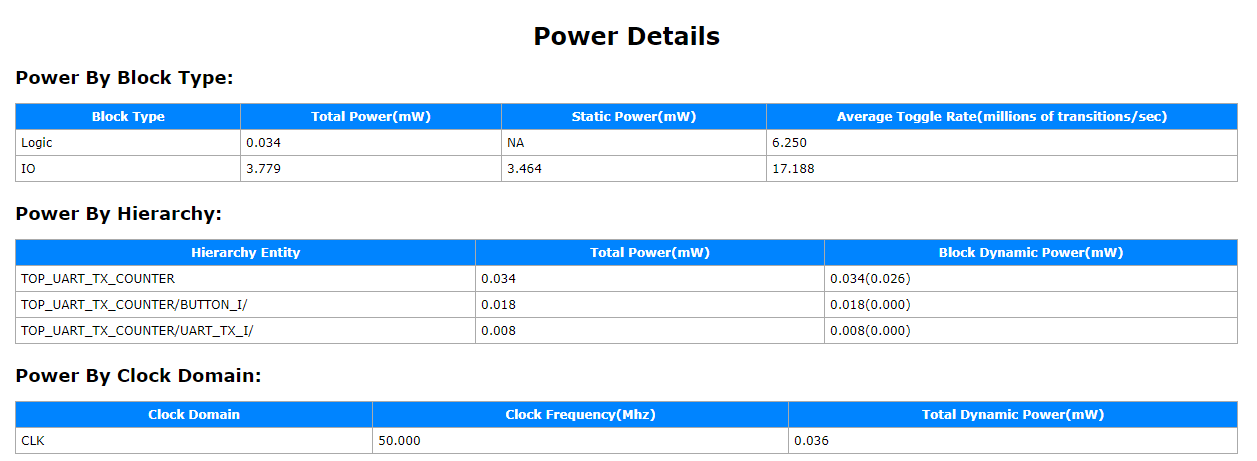 Power Details
Power By Block Type:
Block Type Total Power(mW) Static Power(mW) Average Toggle Rate(millions of transitions/sec)
Logic 0.034 NA 6.250
IO 3.779 3.464 17.188
Power By Hierarchy:
Hierarchy Entity Total Power(mW) Block Dynamic Power(mW)
TOP_UART_TX_COUNTER 0.034 0.034(0.026)
TOP_UART_TX_COUNTER/BUTTON_I/ 0.018 0.018(0.000)
TOP_UART_TX_COUNTER/UART_TX_I/ 0.008 0.008(0.000)
Power By Clock Domain:
Clock Domain Clock Frequency(Mhz) Total Dynamic Power(mW)
CLK 50.000 0.036